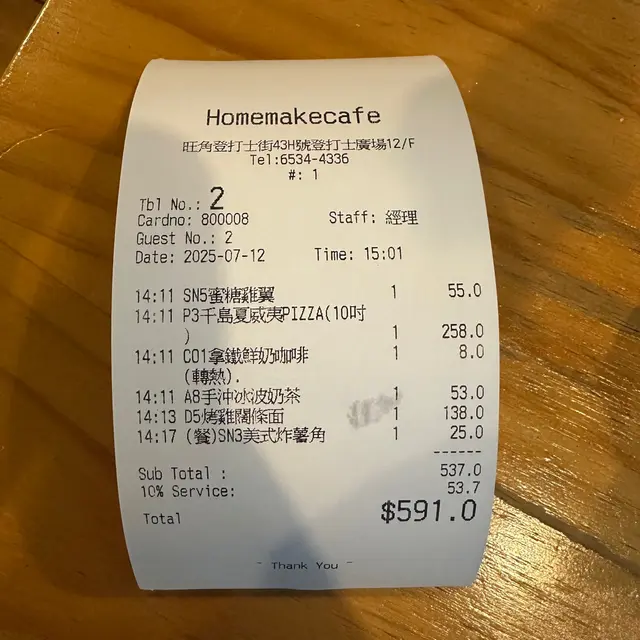 Homemakecafe
旺角登打士街43H號登打士廣場12/F
Tel:6534-4336
#: 1
Tbl No.: 2
Cardno: 800008 Staff: 經理
Guest No.: 2
Date: 2025-07-12 Time: 15:01
14:11 SN5蜜糖雞翼 1 55.0
14:11 P3千島夏威夷PIZZA(10吋
) 1 258.0
14:11 C01拿鐵鮮奶咖啡 1 8.0
(轉熱).
14:11 A8手沖冰波奶茶 1 53.0
14:13 D5烤雞闊條面 1 138.0
14:17 (餐)SN3美式炸薯角 1 25.0
------
Sub Total : 537.0
10% Service: 53.7
Total $591.0
~ Thank You ~